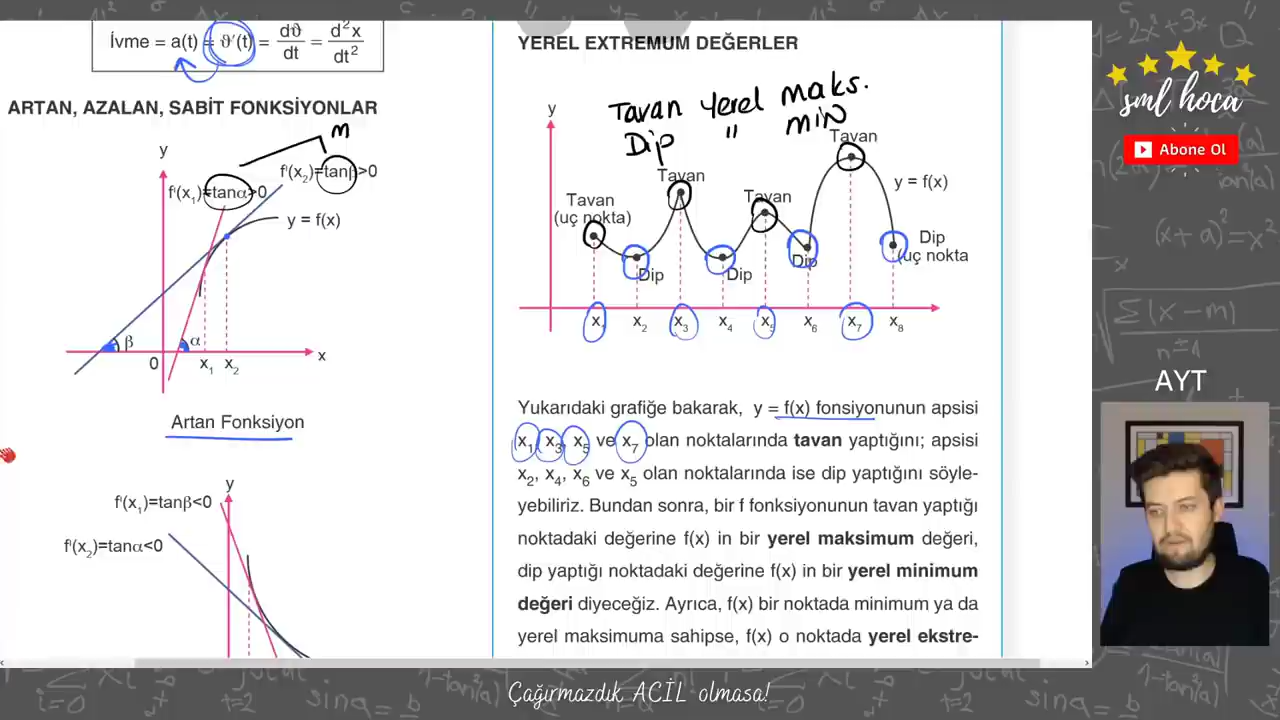 İvme = a(t) = ϑ'(t) = dϑ/dt = d²x/dt²
ARTAN, AZALAN, SABİT FONKSİYONLAR
m
y
f'(x₂)=tanβ>0
f'(x₁)=tanα>0
y = f(x)
β
α
0
x₁ x₂
x
Artan Fonksiyon
y
f'(x₁)=tanβ<0
f'(x₂)=tanα<0
YEREL EXTREMUM DEĞERLER
Tavan yerel maks.
Dip " min
y
Tavan
Tavan
Tavan
Tavan
(uç nokta)
y = f(x)
Dip
Dip
Dip
Dip
(uç nokta
x₁ x₂ x₃ x₄ x₅ x₆ x₇ x₈
Yukarıdaki grafiğe bakarak, y = f(x) fonsiyonunun apsisi
x₁, x₃, x₅ ve x₇ olan noktalarında tavan yaptığını; apsisi
x₂, x₄, x₆ ve x₅ olan noktalarında ise dip yaptığını söyle-
yebiliriz. Bundan sonra, bir f fonksiyonunun tavan yaptığı
noktadaki değerine f(x) in bir yerel maksimum değeri,
dip yaptığı noktadaki değerine f(x) in bir yerel minimum
değeri diyeceğiz. Ayrıca, f(x) bir noktada minimum ya da
yerel maksimuma sahipse, f(x) o noktada yerel ekstre-
sml hoca
Abone Ol
AYT
Çağırmazdık ACİL olmasa!